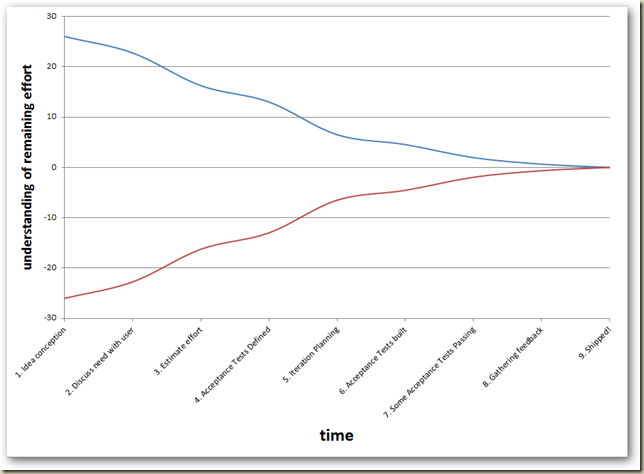 30
20
10
0
-10
-20
-30
understanding of remaining effort
1. Idea conception
2. Discuss need with user
3. Estimate effort
4. Acceptance Tests Defined
5. Iteration Planning
6. Acceptance Tests built
7. Some Acceptance Tests Passing
8. Gathering feedback
9. Shipped!
time